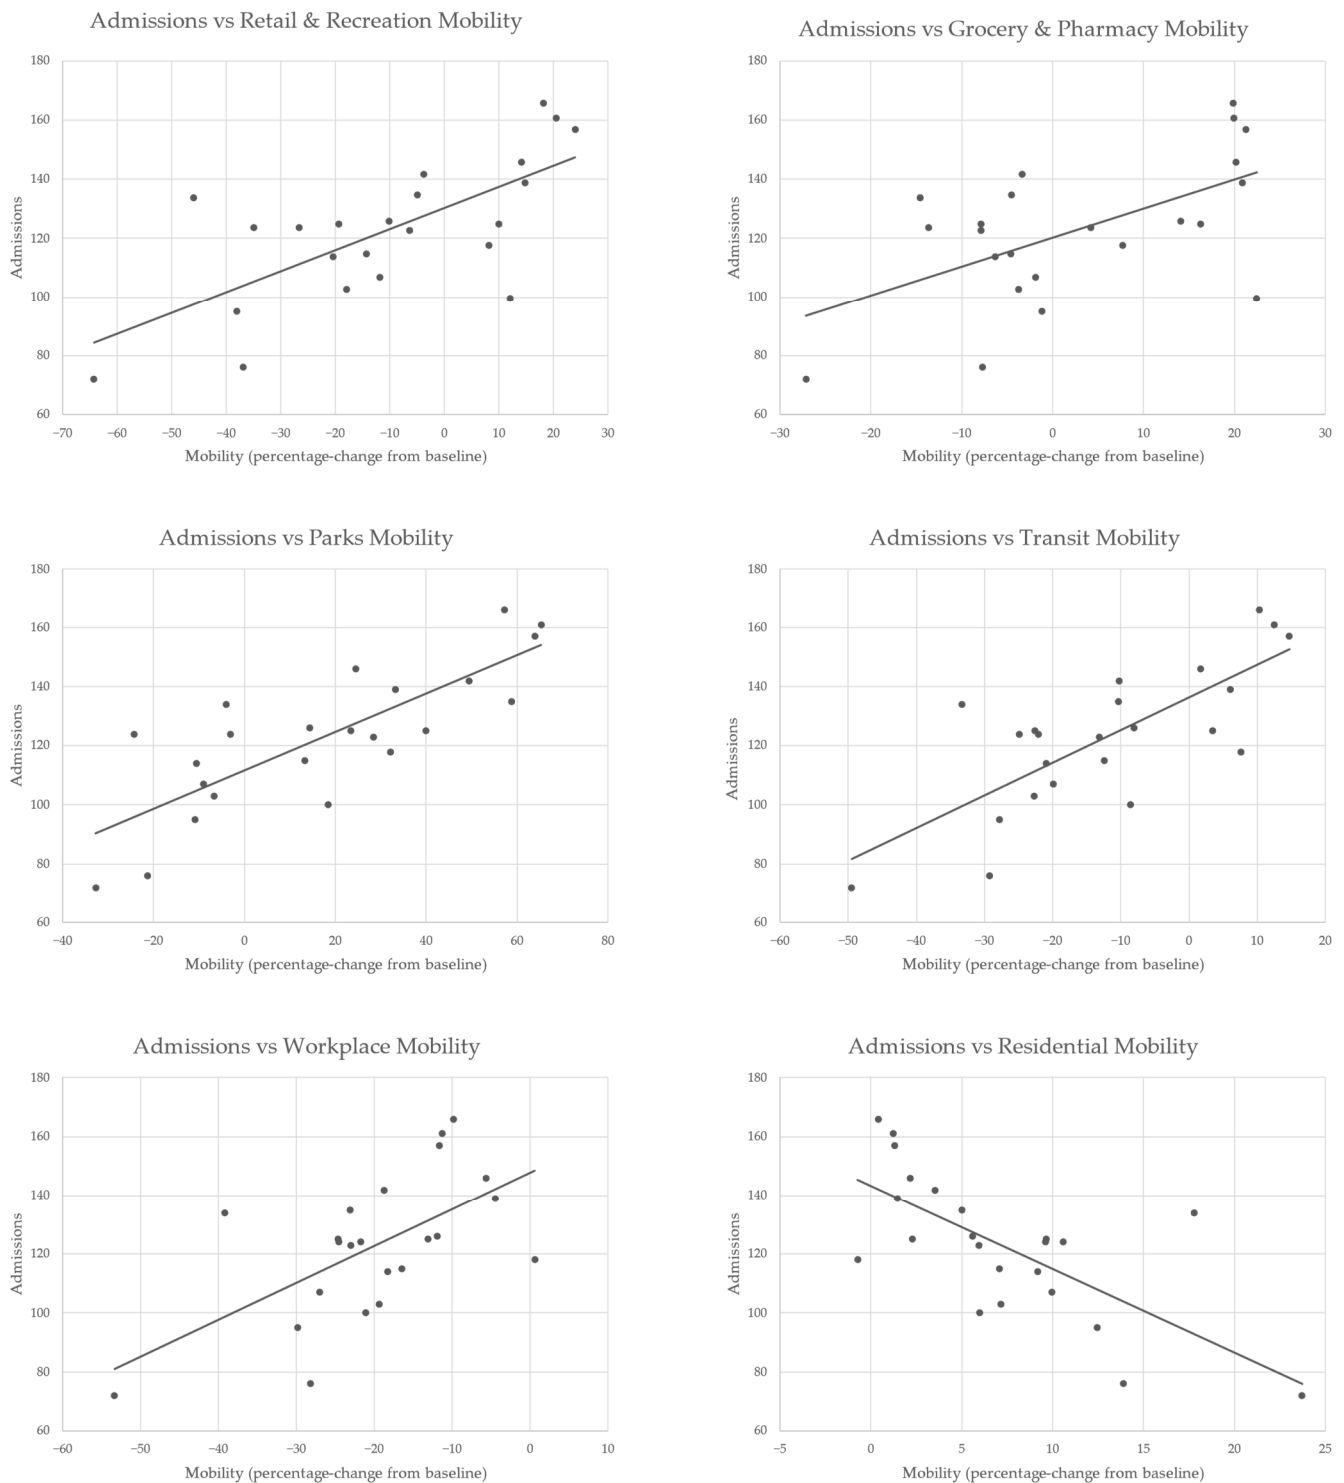 Admissions vs Retail & Recreation Mobility
180
160
140
120
100
80
60
Admissions
−70 −60 −50 −40 −30 −20 −10 0 10 20 30
Mobility (percentage-change from baseline)
Admissions vs Grocery & Pharmacy Mobility
180
160
140
120
100
80
60
Admissions
−30 −20 −10 0 10 20 30
Mobility (percentage-change from baseline)
Admissions vs Parks Mobility
180
160
140
120
100
80
60
Admissions
−40 −20 0 20 40 60 80
Mobility (percentage-change from baseline)
Admissions vs Transit Mobility
180
160
140
120
100
80
60
Admissions
−60 −50 −40 −30 −20 −10 0 10 20
Mobility (percentage-change from baseline)
Admissions vs Workplace Mobility
180
160
140
120
100
80
60
Admissions
−60 −50 −40 −30 −20 −10 0 10
Mobility (percentage-change from baseline)
Admissions vs Residential Mobility
180
160
140
120
100
80
60
Admissions
−5 0 5 10 15 20 25
Mobility (percentage-change from baseline)